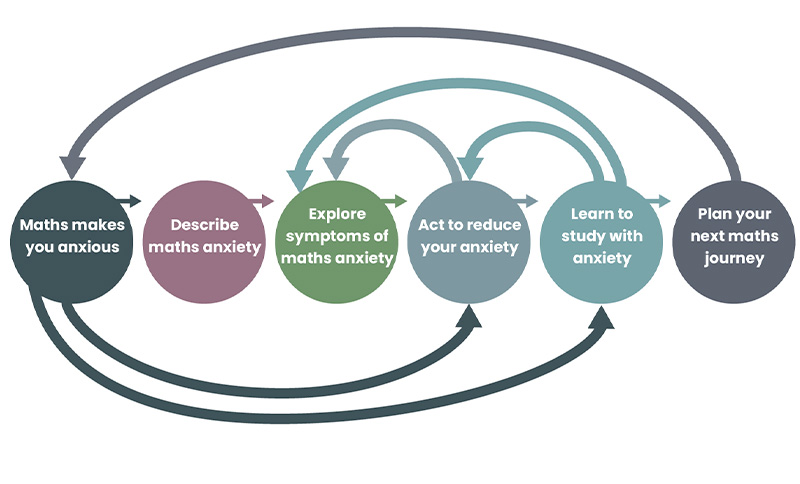 Maths makes
you anxious
Describe
maths anxiety
Explore
symptoms of
maths anxiety
Act to reduce
your anxiety
Learn to
study with
anxiety
Plan your
next maths
journey